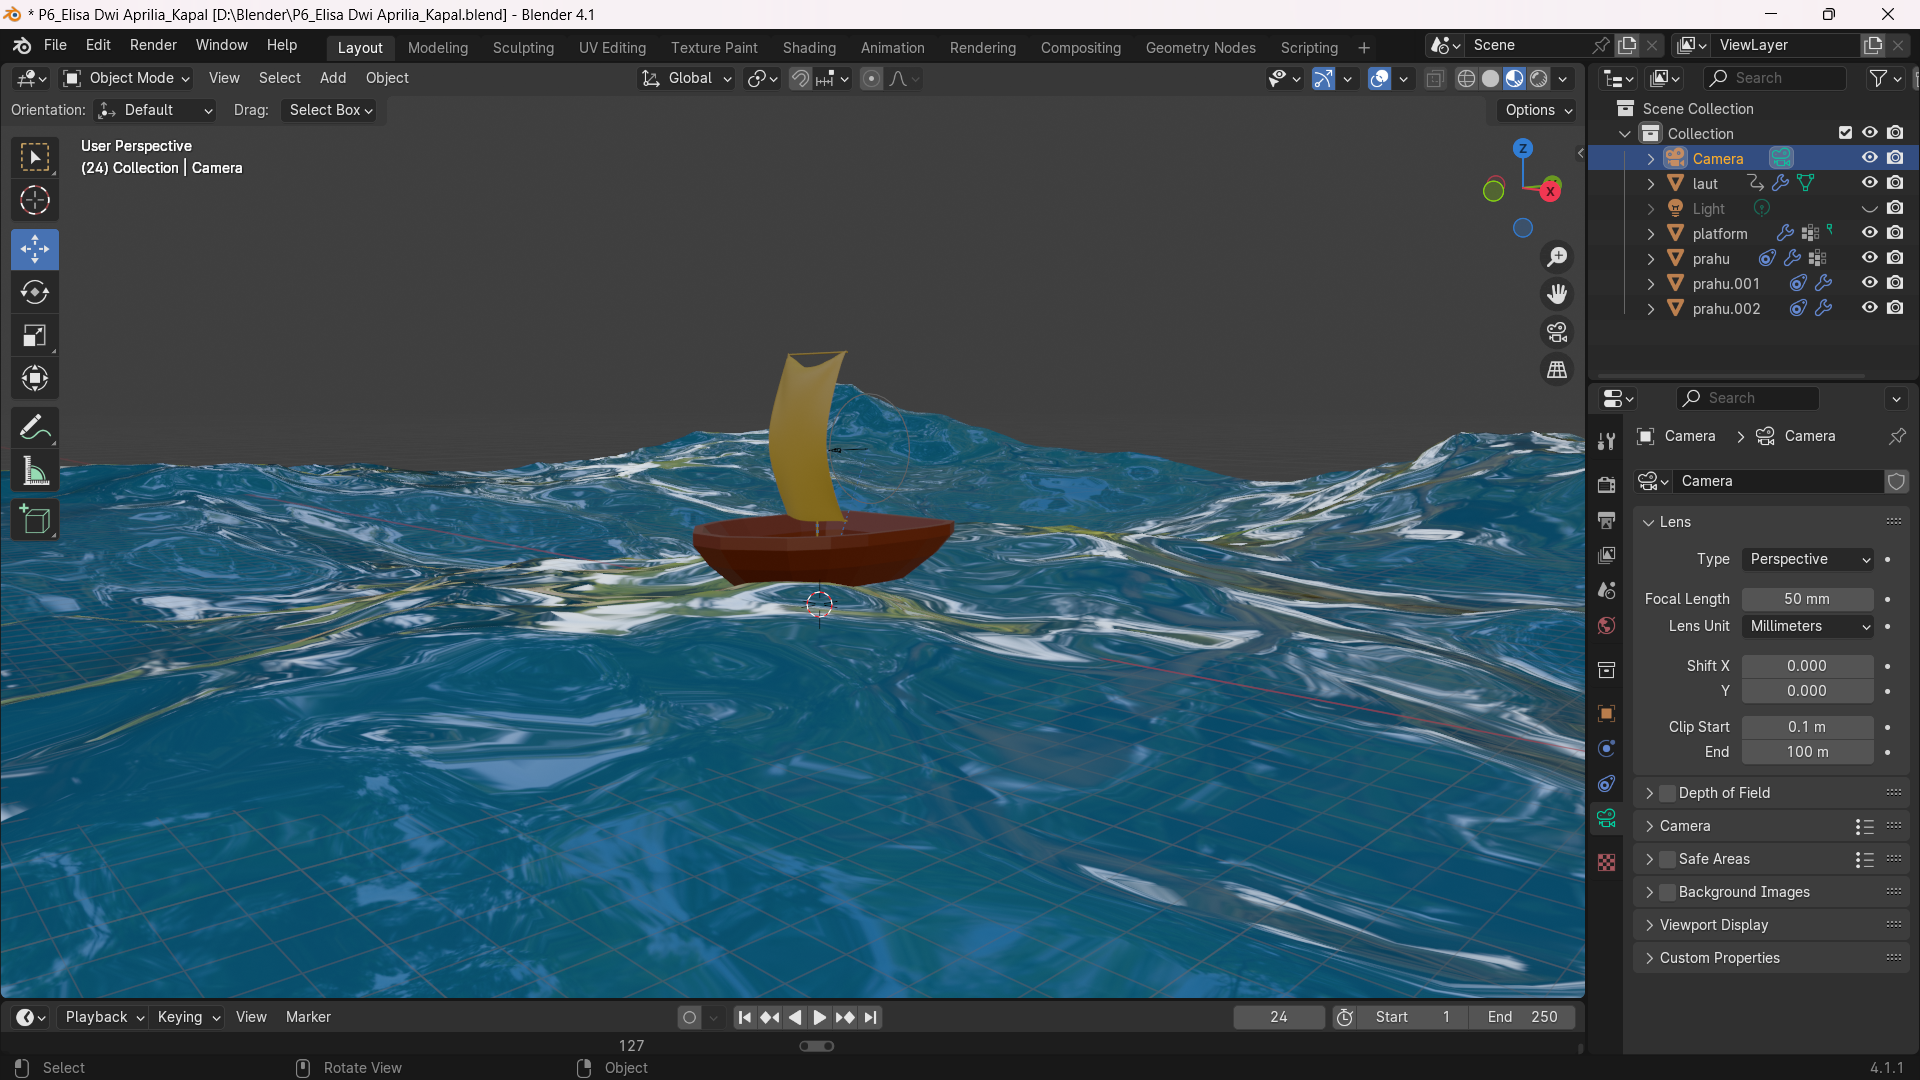 * P6_Elisa Dwi Aprilia_Kapal [D:\Blender\P6_Elisa Dwi Aprilia_Kapal.blend] - Blender 4.1
File Edit Render Window Help
Layout Modeling Sculpting UV Editing Texture Paint Shading Animation Rendering Compositing Geometry Nodes Scripting
Scene
ViewLayer
Object Mode View Select Add Object
Global
Search
Orientation: Default Drag: Select Box
Options
User Perspective
(24) Collection | Camera
Z
X
Scene Collection
Collection
Camera
laut
Light
platform
prahu
prahu.001
prahu.002
Search
Camera Camera
Camera
Lens
Type Perspective
Focal Length 50 mm
Lens Unit Millimeters
Shift X 0.000
Y 0.000
Clip Start 0.1 m
End 100 m
Depth of Field
Camera
Safe Areas
Background Images
Viewport Display
Custom Properties
Playback Keying View Marker
24
Start 1
End 250
127
Select
Rotate View
Object
4.1.1